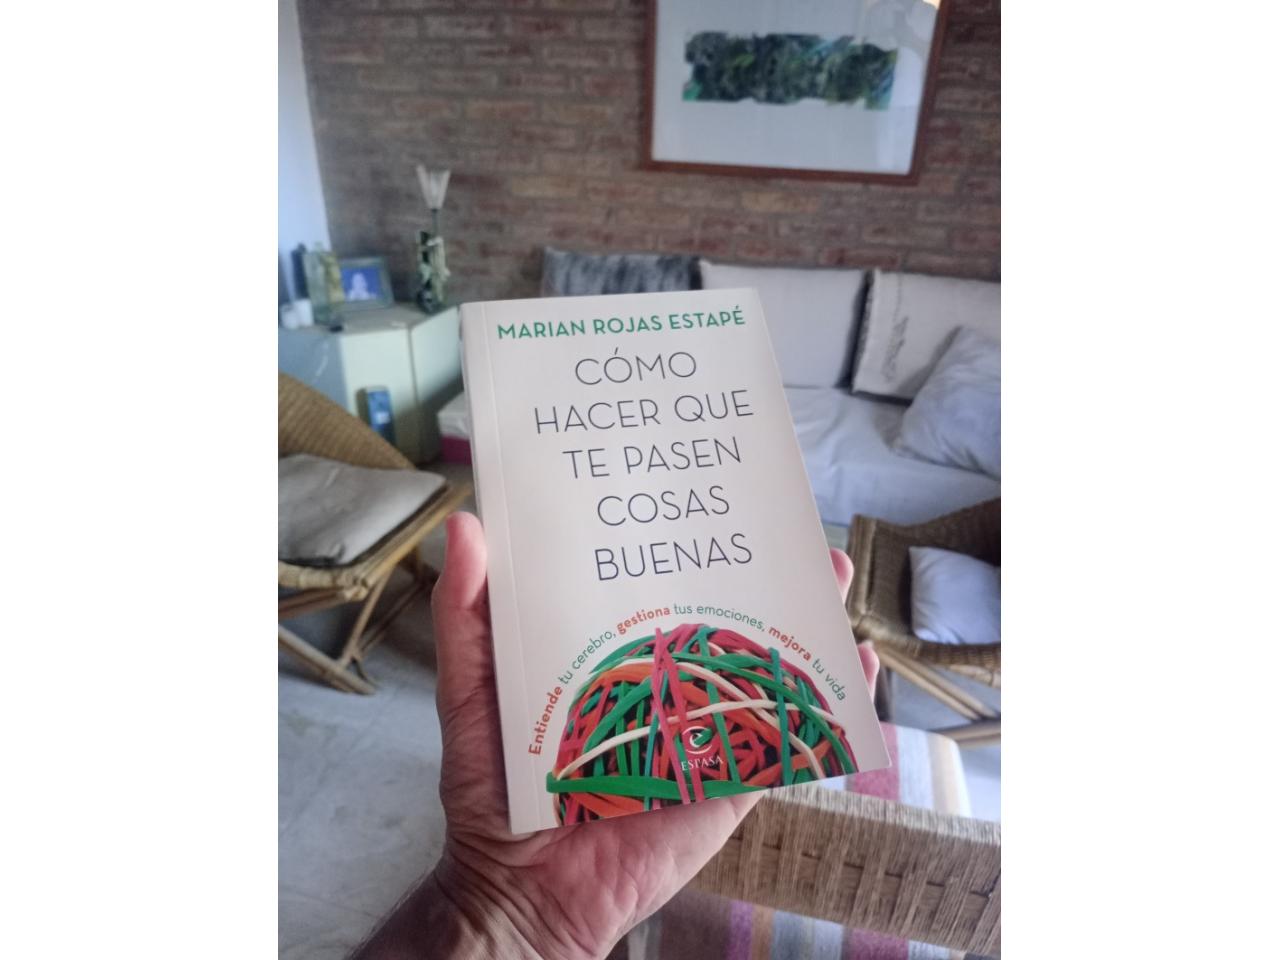 MARIAN ROJAS ESTAPÉ
CÓMO
HACER QUE
TE PASEN
COSAS
BUENAS
Entiende tu cerebro, gestiona tus emociones, mejora tu vida
e
ESPASA